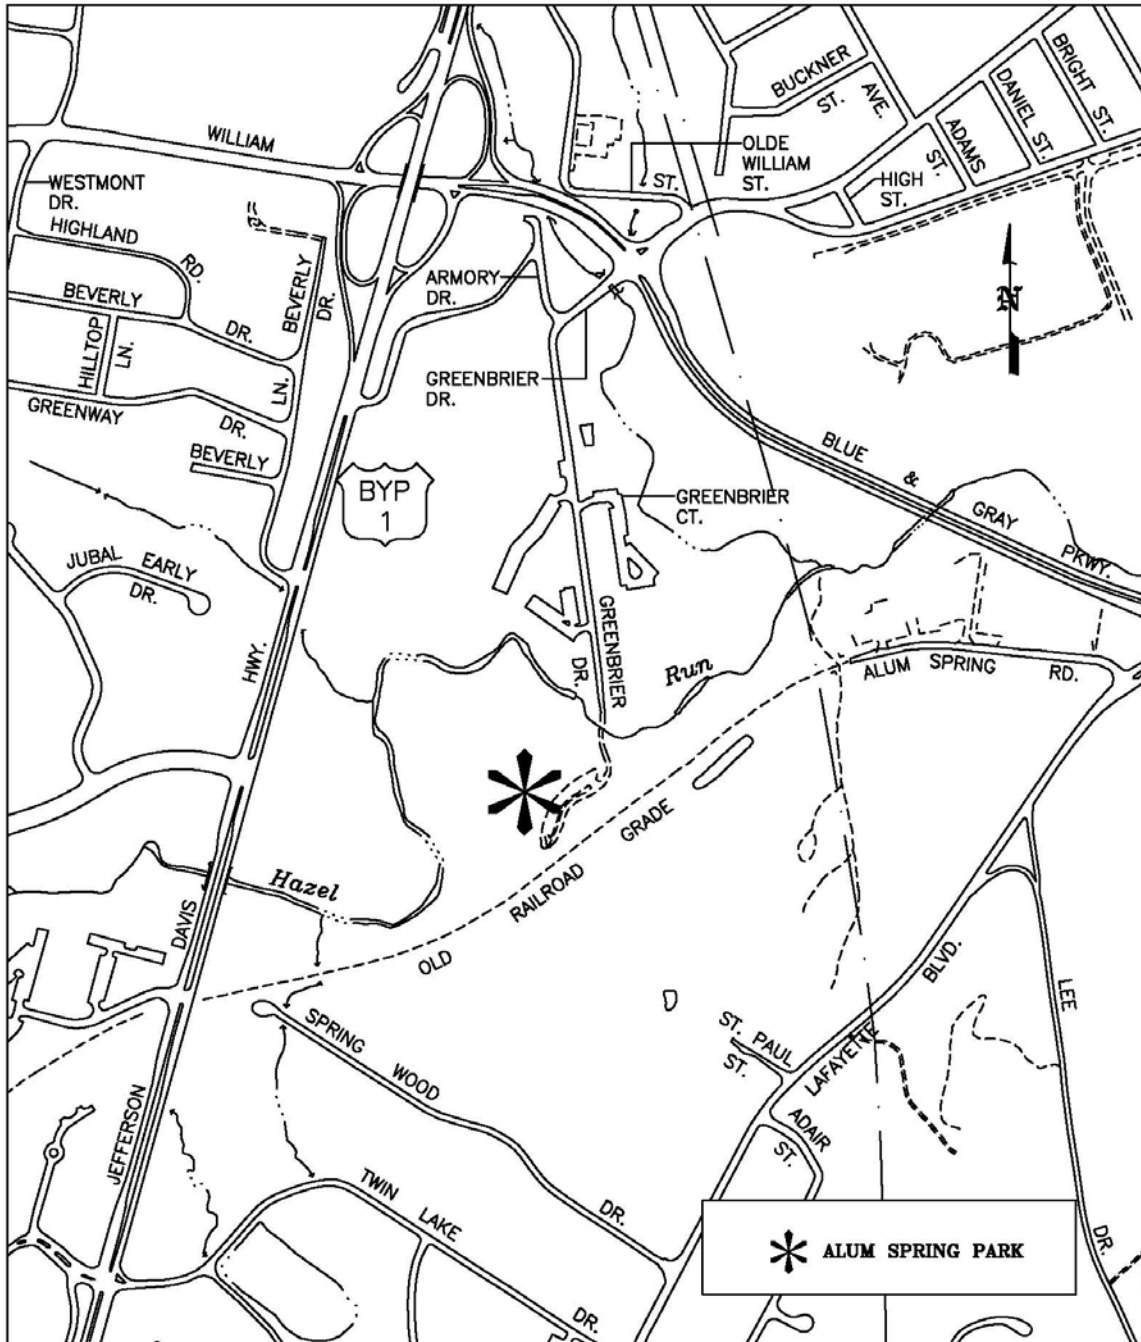 BUCKNER
ST.
AVE.
BRIGHT
ST.
DANIEL ST.
ADAMS
ST.
WILLIAM
OLDE
WILLIAM
ST.
ST.
HIGH
ST.
WESTMONT
DR.
HIGHLAND
RD.
BEVERLY
DR.
BEVERLY
DR.
LN.
HILLTOP
LN.
ARMORY
DR.
N
GREENBRIER
DR.
GREENWAY
DR.
BEVERLY
BYP
1
BLUE
&
GRAY
PKWY.
GREENBRIER
CT.
JUBAL EARLY
DR.
GREENBRIER
DR.
Run
ALUM SPRING RD.
HWY.
GRADE
RAILROAD
OLD
Hazel
DAVIS
BLVD.
LEE
SPRING
WOOD
DR.
ST. PAUL
ST.
LAFAYETTE
ADAIR
ST.
JEFFERSON
TWIN
LAKE
DR.
DR.
ALUM SPRING PARK